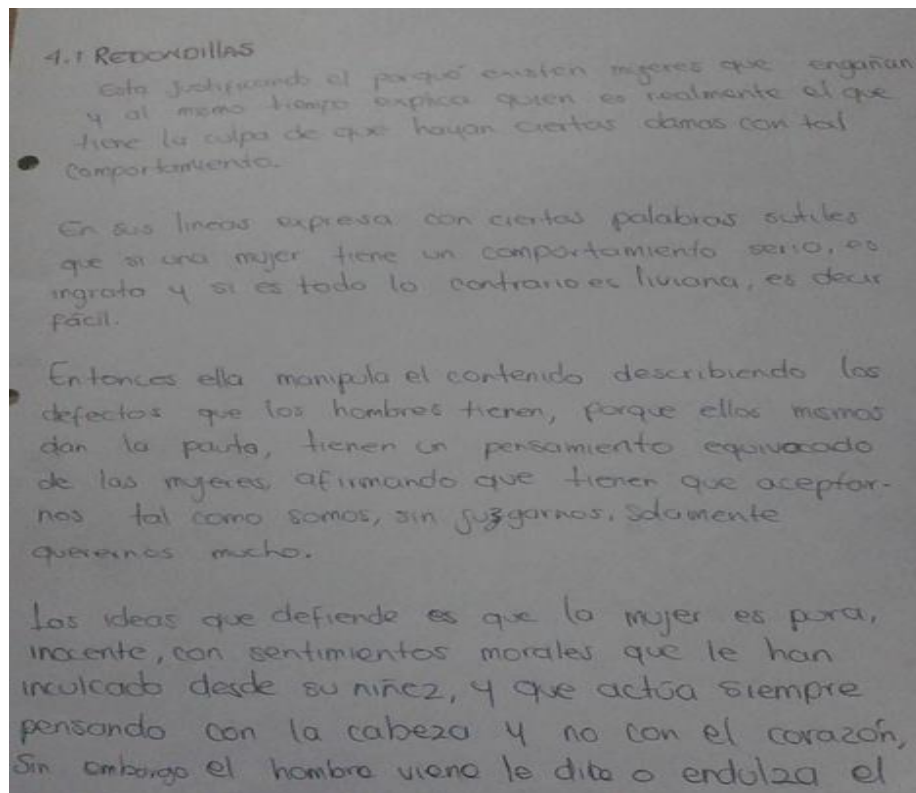 4.1 REDONDILLAS
Esta justificando el porqué existen mujeres que engañan
y al mismo tiempo explica quien es realmente el que
tiene la culpa de que hayan ciertas damas con tal
comportamiento.
En sus lineas expresa con ciertas palabras sutiles
que si una mujer tiene un comportamiento serio, es
ingrata y si es todo lo contrario es liviana, es decir
fácil.
Entonces ella manipula el contenido describiendo los
defectos que los hombres tienen, porque ellos mismos
dan la pauta, tienen un pensamiento equivocado
de las mujeres, afirmando que tienen que aceptar-
nos tal como somos, sin juzgarnos, solamente
querernos mucho.
Las ideas que defiende es que la mujer es pura,
inocente, con sentimientos morales que le han
inculcado desde su niñez, y que actúa siempre
pensando con la cabeza y no con el corazón,
Sin embargo el hombre viene le dice o endulza el